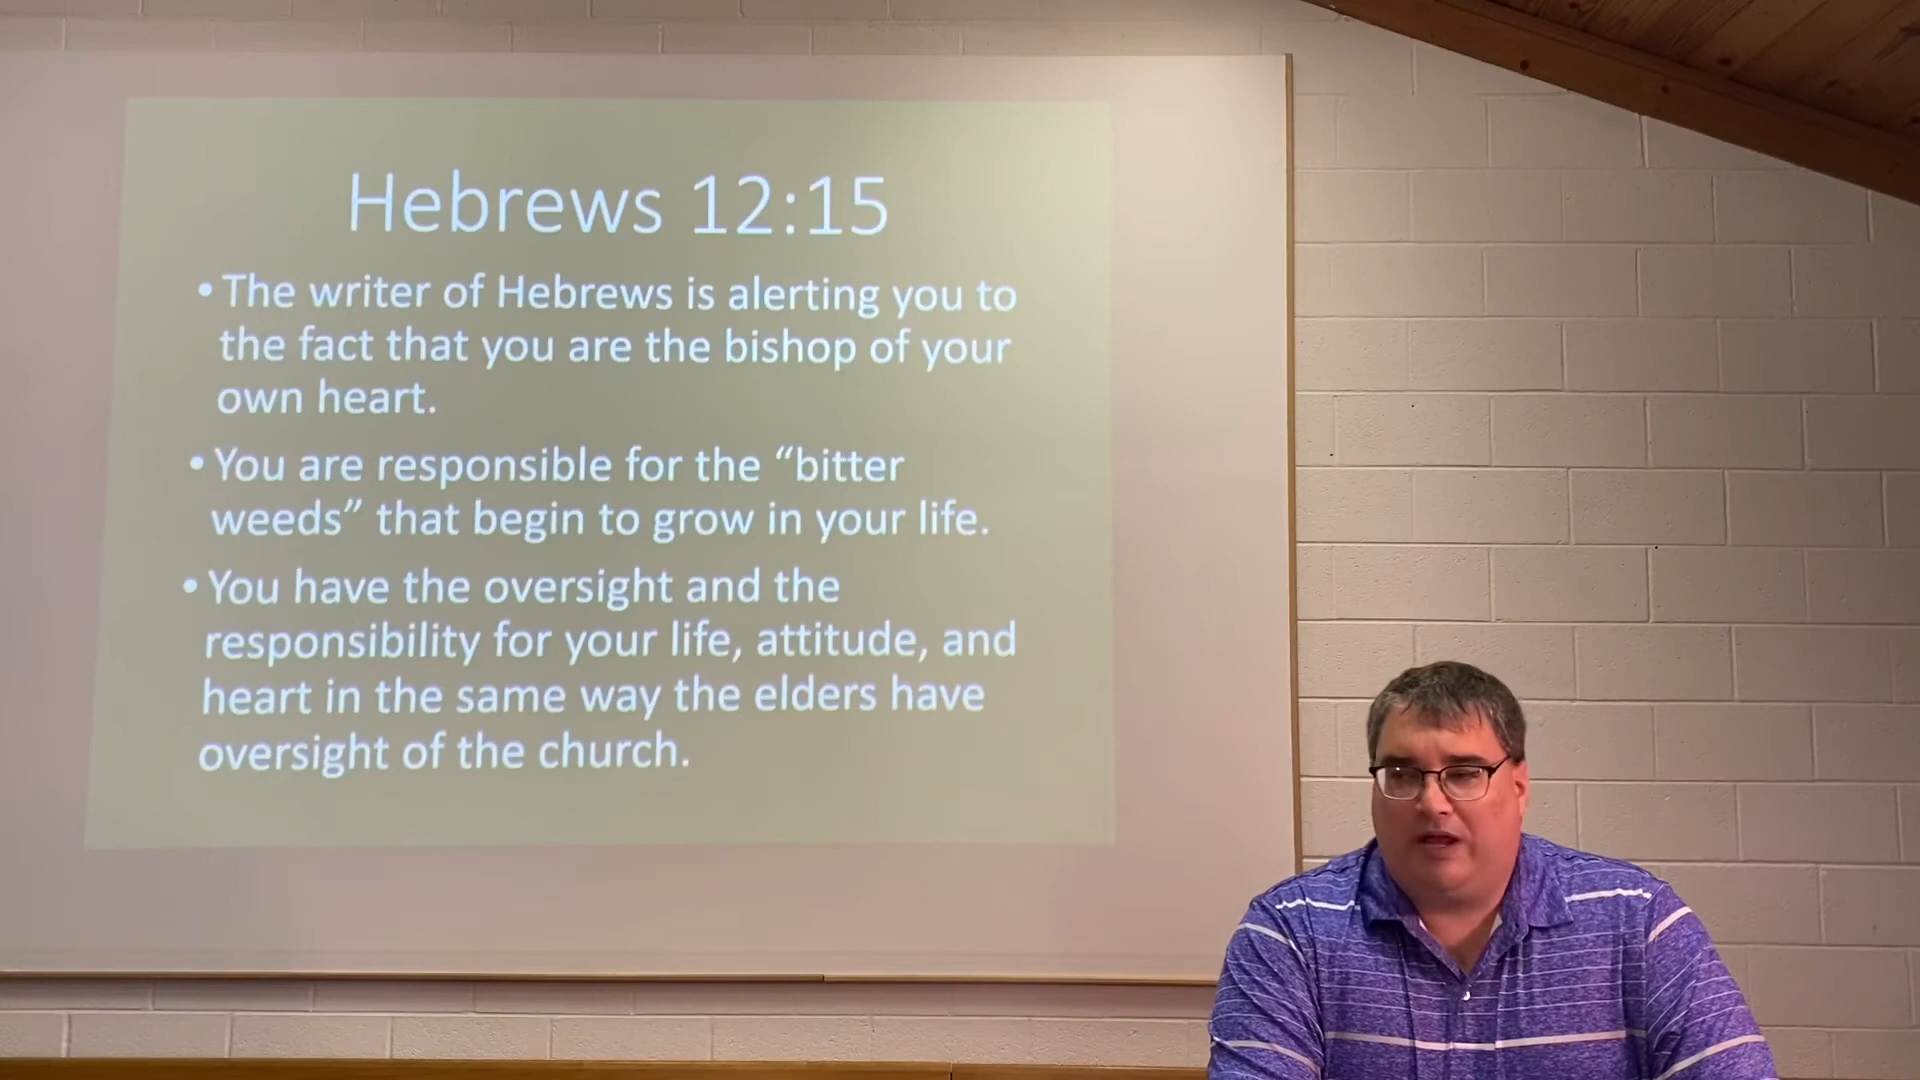 Hebrews 12:15
• The writer of Hebrews is alerting you to
the fact that you are the bishop of your
own heart.
• You are responsible for the “bitter
weeds” that begin to grow in your life.
• You have the oversight and the
responsibility for your life, attitude, and
heart in the same way the elders have
oversight of the church.